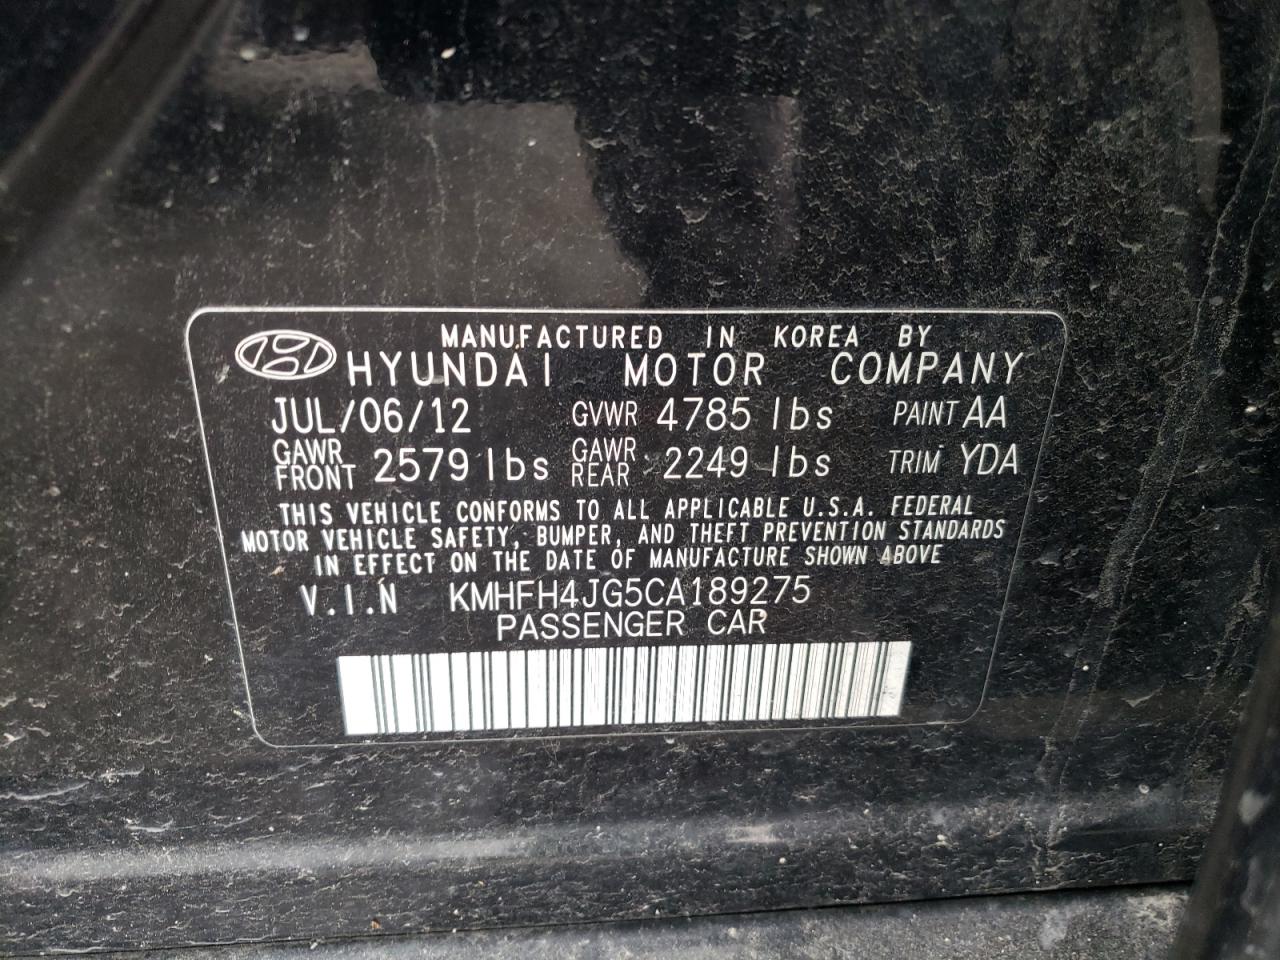 MANUFACTURED IN KOREA BY
HYUNDAI MOTOR COMPANY
JUL/06/12 GVWR 4785 lbs PAINT AA
GAWR FRONT 2579 lbs GAWR REAR 2249 lbs TRIM YDA
THIS VEHICLE CONFORMS TO ALL APPLICABLE U.S.A. FEDERAL
MOTOR VEHICLE SAFETY, BUMPER, AND THEFT PREVENTION STANDARDS
IN EFFECT ON THE DATE OF MANUFACTURE SHOWN ABOVE
V.I.N KMHFH4JG5CA189275
PASSENGER CAR